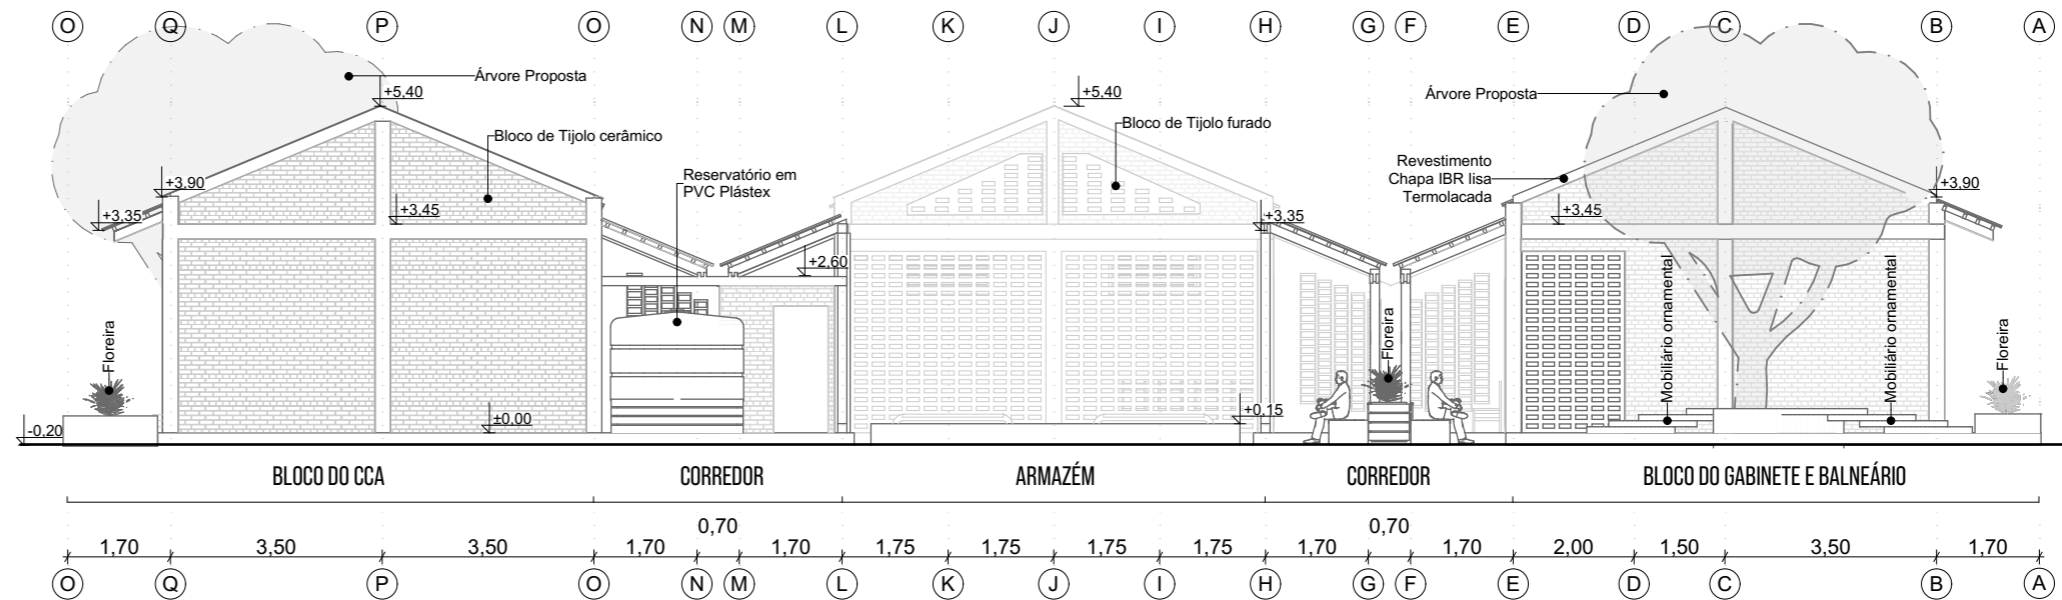 O Q P O N M L K J I H G F E D C B A
Árvore Proposta
+5,40
+5,40
Árvore Proposta
Bloco de Tijolo cerâmico
Bloco de Tijolo furado
Reservatório em
PVC Plástex
Revestimento
Chapa IBR lisa
Termolacada
+3,90
+3,90
+3,35
+3,45
+3,35
+3,45
+2,60
Floreira
Floreira
Mobiliário ornamental
Mobiliário ornamental
Floreira
-0,20
±0,00
+0,15
BLOCO DO CCA
CORREDOR
ARMAZÉM
CORREDOR
BLOCO DO GABINETE E BALNEÁRIO
0,70
0,70
1,70 3,50 3,50 1,70 1,70 1,75 1,75 1,75 1,75 1,70 1,70 2,00 1,50 3,50 1,70
O Q P O N M L K J I H G F E D C B A